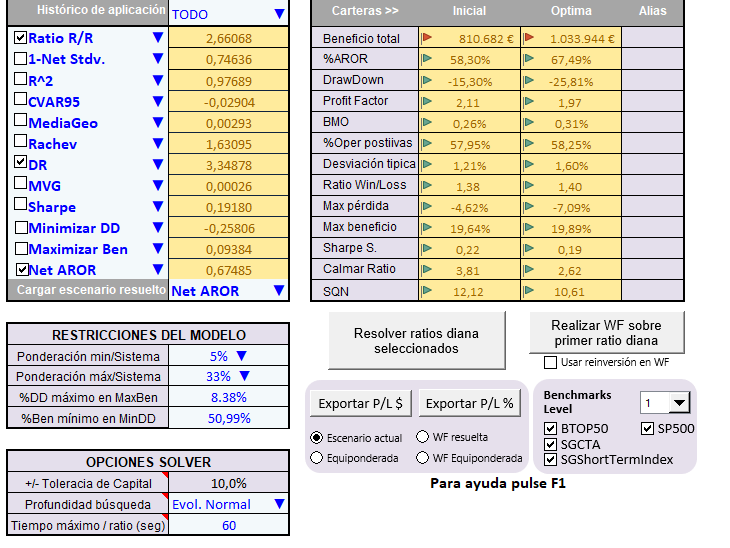 Histórico de aplicación TODO
Ratio R/R 2,66068
1-Net Stdv. 0,74636
R^2 0,97689
CVAR95 -0,02904
MediaGeo 0,00293
Rachev 1,63095
DR 3,34878
MVG 0,00026
Sharpe 0,19180
Minimizar DD -0,25806
Maximizar Ben 0,09384
Net AROR 0,67485
Cargar escenario resuelto Net AROR
Carteras >> Inicial Optima Alias
Beneficio total 810.682 € 1.033.944 €
%AROR 58,30% 67,49%
DrawDown -15,30% -25,81%
Profit Factor 2,11 1,97
BMO 0,26% 0,31%
%Oper postiivas 57,95% 58,25%
Desviación tipica 1,21% 1,60%
Ratio Win/Loss 1,38 1,40
Max pérdida -4,62% -7,09%
Max beneficio 19,64% 19,89%
Sharpe S. 0,22 0,19
Calmar Ratio 3,81 2,62
SQN 12,12 10,61
RESTRICCIONES DEL MODELO
Ponderación min/Sistema 5%
Ponderación máx/Sistema 33%
%DD máximo en MaxBen 8.38%
%Ben mínimo en MinDD 50,99%
OPCIONES SOLVER
+/- Toleracia de Capital 10,0%
Profundidad búsqueda Evol. Normal
Tiempo máximo / ratio (seg) 60
Resolver ratios diana
seleccionados
Realizar WF sobre
primer ratio diana
Usar reinversión en WF
Exportar P/L $ Exportar P/L %
Escenario actual WF resuelta
Equiponderada WF Equiponderada
Benchmarks
Level 1
BTOP50 SP500
SGCTA
SGShortTermIndex
Para ayuda pulse F1